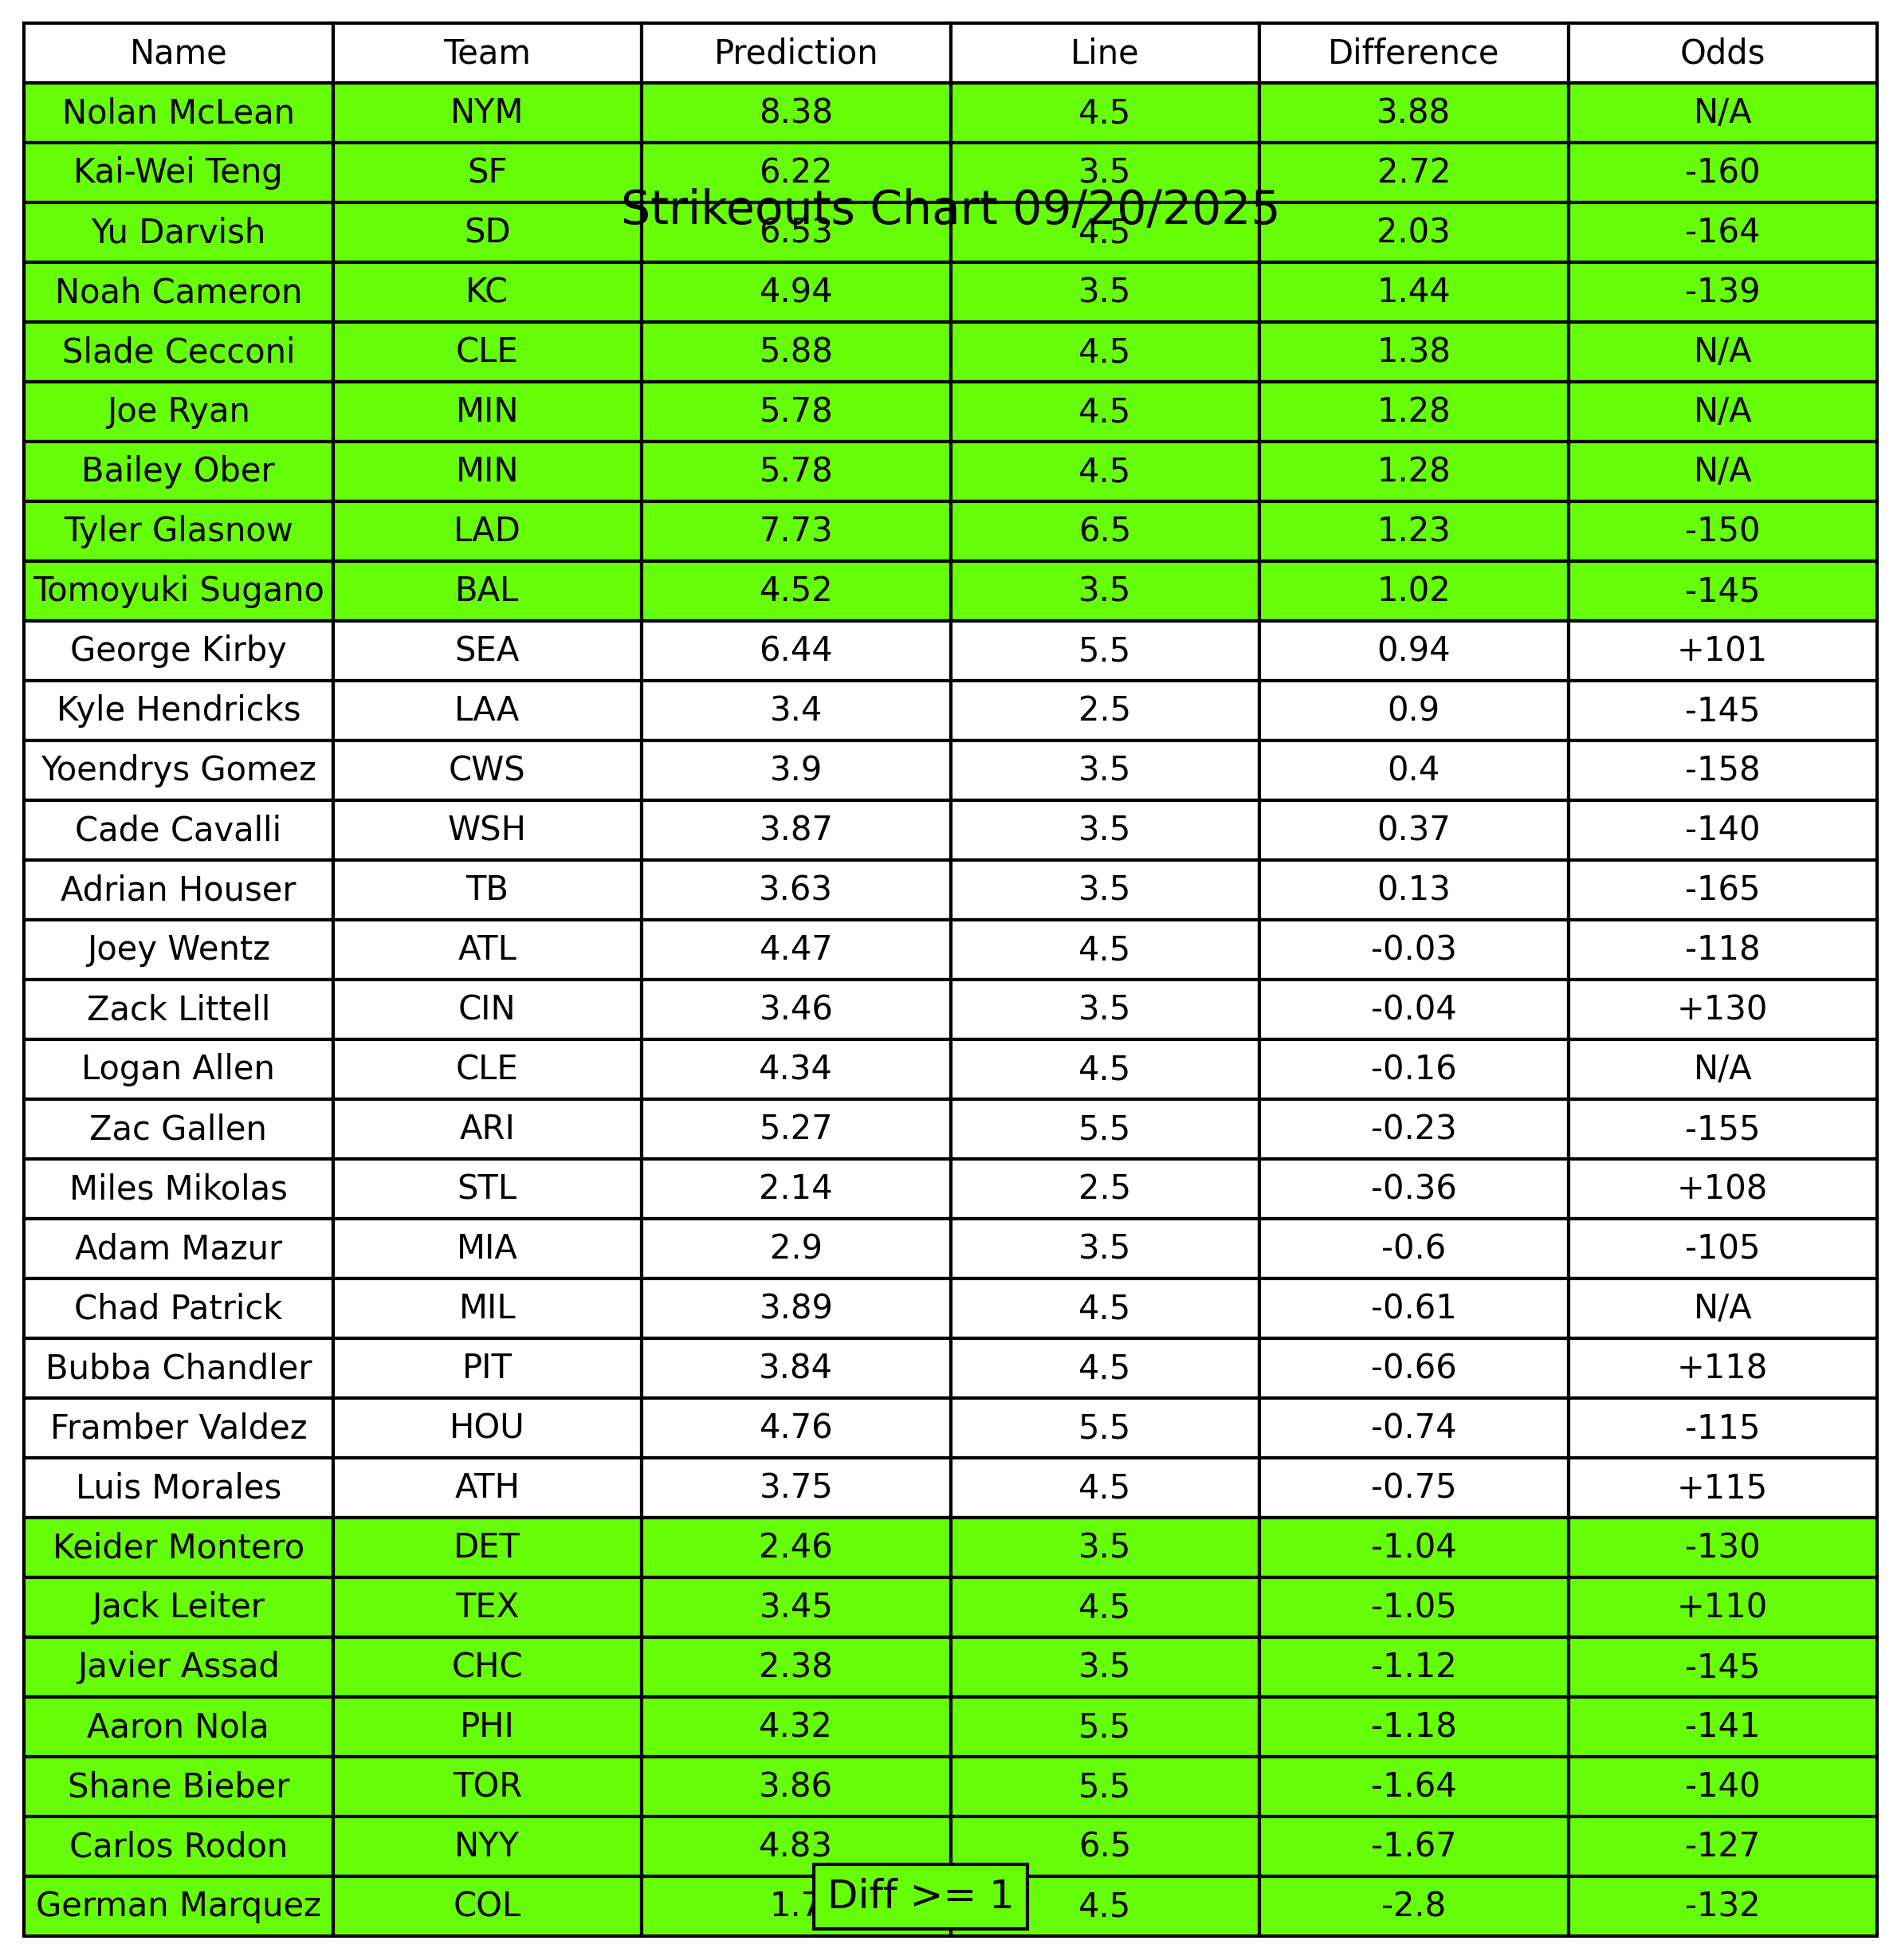 Name Team Prediction Line Difference Odds
Nolan McLean NYM 8.38 4.5 3.88 N/A
Kai-Wei Teng SF 6.22 3.5 2.72 -160
Strikeouts Chart 09/20/2025
Yu Darvish SD 6.53 4.5 2.03 -164
Noah Cameron KC 4.94 3.5 1.44 -139
Slade Cecconi CLE 5.88 4.5 1.38 N/A
Joe Ryan MIN 5.78 4.5 1.28 N/A
Bailey Ober MIN 5.78 4.5 1.28 N/A
Tyler Glasnow LAD 7.73 6.5 1.23 -150
Tomoyuki Sugano BAL 4.52 3.5 1.02 -145
George Kirby SEA 6.44 5.5 0.94 +101
Kyle Hendricks LAA 3.4 2.5 0.9 -145
Yoendrys Gomez CWS 3.9 3.5 0.4 -158
Cade Cavalli WSH 3.87 3.5 0.37 -140
Adrian Houser TB 3.63 3.5 0.13 -165
Joey Wentz ATL 4.47 4.5 -0.03 -118
Zack Littell CIN 3.46 3.5 -0.04 +130
Logan Allen CLE 4.34 4.5 -0.16 N/A
Zac Gallen ARI 5.27 5.5 -0.23 -155
Miles Mikolas STL 2.14 2.5 -0.36 +108
Adam Mazur MIA 2.9 3.5 -0.6 -105
Chad Patrick MIL 3.89 4.5 -0.61 N/A
Bubba Chandler PIT 3.84 4.5 -0.66 +118
Framber Valdez HOU 4.76 5.5 -0.74 -115
Luis Morales ATH 3.75 4.5 -0.75 +115
Keider Montero DET 2.46 3.5 -1.04 -130
Jack Leiter TEX 3.45 4.5 -1.05 +110
Javier Assad CHC 2.38 3.5 -1.12 -145
Aaron Nola PHI 4.32 5.5 -1.18 -141
Shane Bieber TOR 3.86 5.5 -1.64 -140
Carlos Rodon NYY 4.83 6.5 -1.67 -127
German Marquez COL 1.7 4.5 -2.8 -132
Diff >= 1